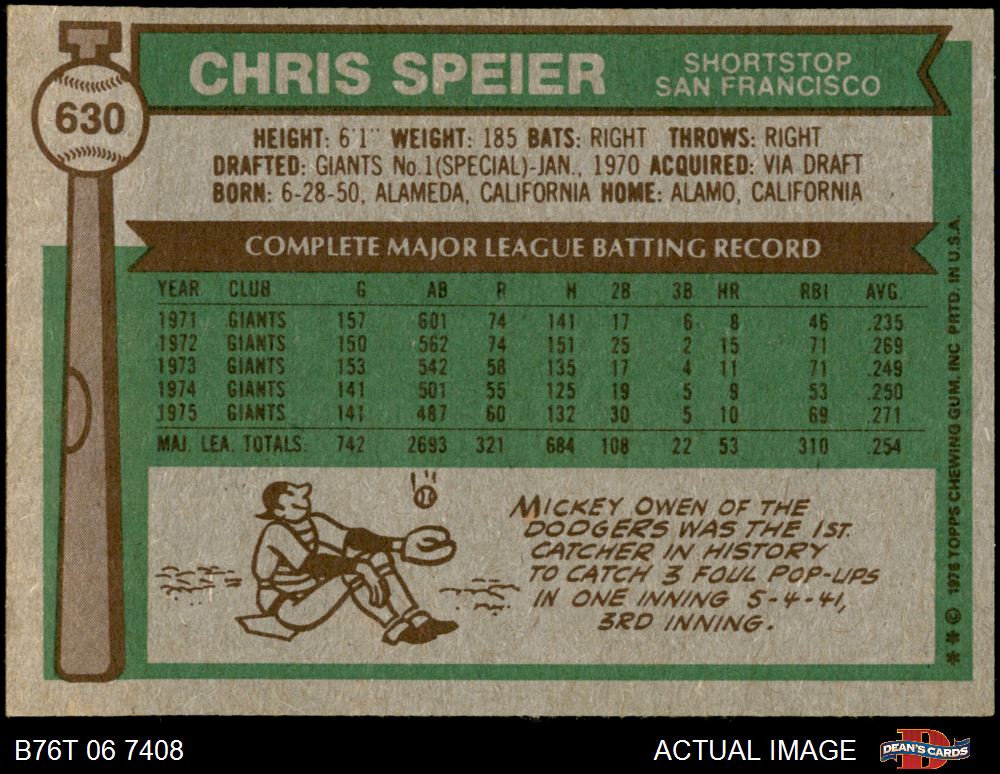 630
CHRIS SPEIER
SHORTSTOP
SAN FRANCISCO
HEIGHT: 6'1" WEIGHT: 185 BATS: RIGHT THROWS: RIGHT
DRAFTED: GIANTS No.1(SPECIAL)-JAN., 1970 ACQUIRED: VIA DRAFT
BORN: 6-28-50, ALAMEDA, CALIFORNIA HOME: ALAMO, CALIFORNIA
COMPLETE MAJOR LEAGUE BATTING RECORD
YEAR CLUB G AB R H 2B 3B HR RBI AVG.
1971 GIANTS 157 601 74 141 17 6 8 46 .235
1972 GIANTS 150 562 74 151 25 2 15 71 .269
1973 GIANTS 153 542 58 135 17 4 11 71 .249
1974 GIANTS 141 501 55 125 19 5 9 53 .250
1975 GIANTS 141 487 60 132 30 5 10 69 .271
MAJ. LEA. TOTALS: 742 2693 321 684 108 22 53 310 .254
MICKEY OWEN OF THE
DODGERS WAS THE 1ST.
CATCHER IN HISTORY
TO CATCH 3 FOUL POP-UPS
IN ONE INNING 5-4-41,
3RD INNING.
* * © 1976 TOPPS CHEWING GUM, INC. PRTD. IN U.S.A.
B76T 06 7408
ACTUAL IMAGE
DEAN'S CARDS